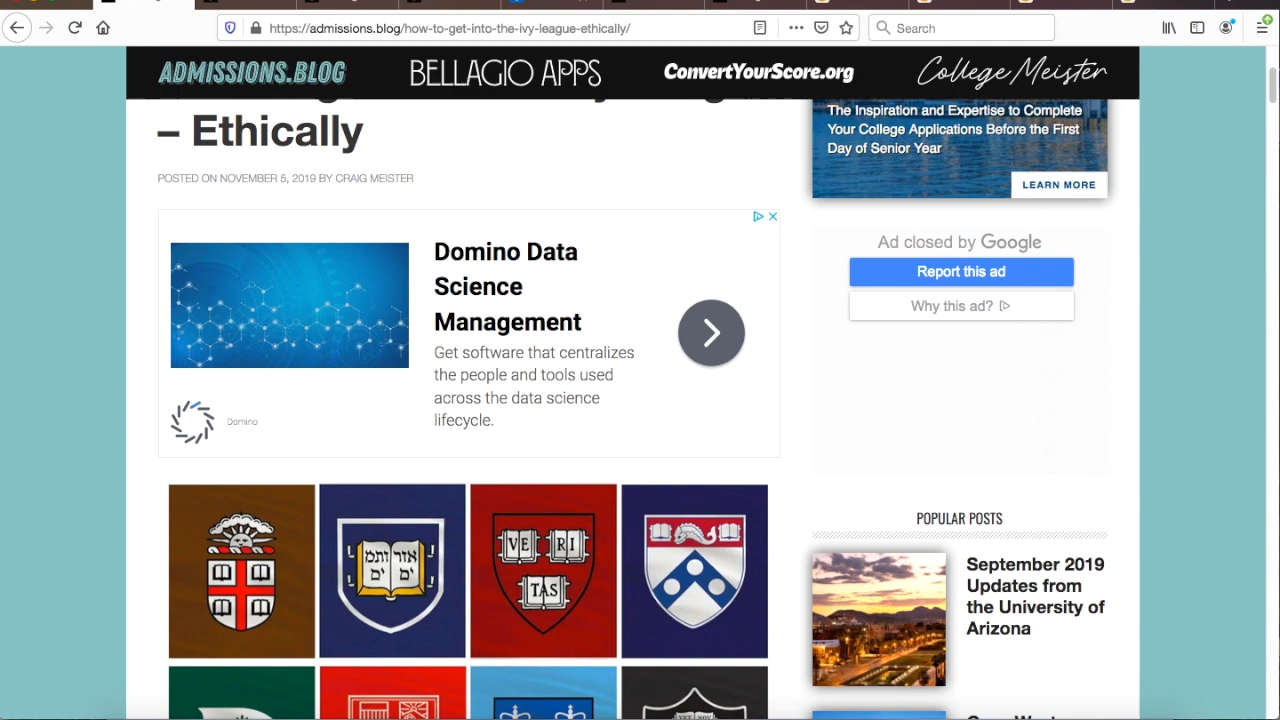 https://admissions.blog/how-to-get-into-the-ivy-league-ethically/
Search
ADMISSIONS.BLOG
BELLAGIO APPS
ConvertYourScore.org
College Meister
– Ethically
POSTED ON NOVEMBER 5, 2019 BY CRAIG MEISTER
The Inspiration and Expertise to Complete
Your College Applications Before the First
Day of Senior Year
LEARN MORE
Domino Data
Science
Management
Get software that centralizes
the people and tools used
across the data science
lifecycle.
Domino
Ad closed by Google
Report this ad
Why this ad?
אורים ותמים
VE RI
TAS
POPULAR POSTS
September 2019
Updates from
the University of
Arizona